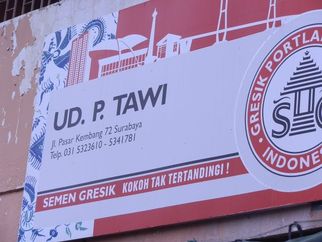 UD. P. TAWI
Jl. Pasar Kembang 72 Surabaya
Telp. 031 5323610 - 5341781
SEMEN GRESIK KOKOH TAK TERTANDINGI !
GRESIK PORTLAND
INDONE